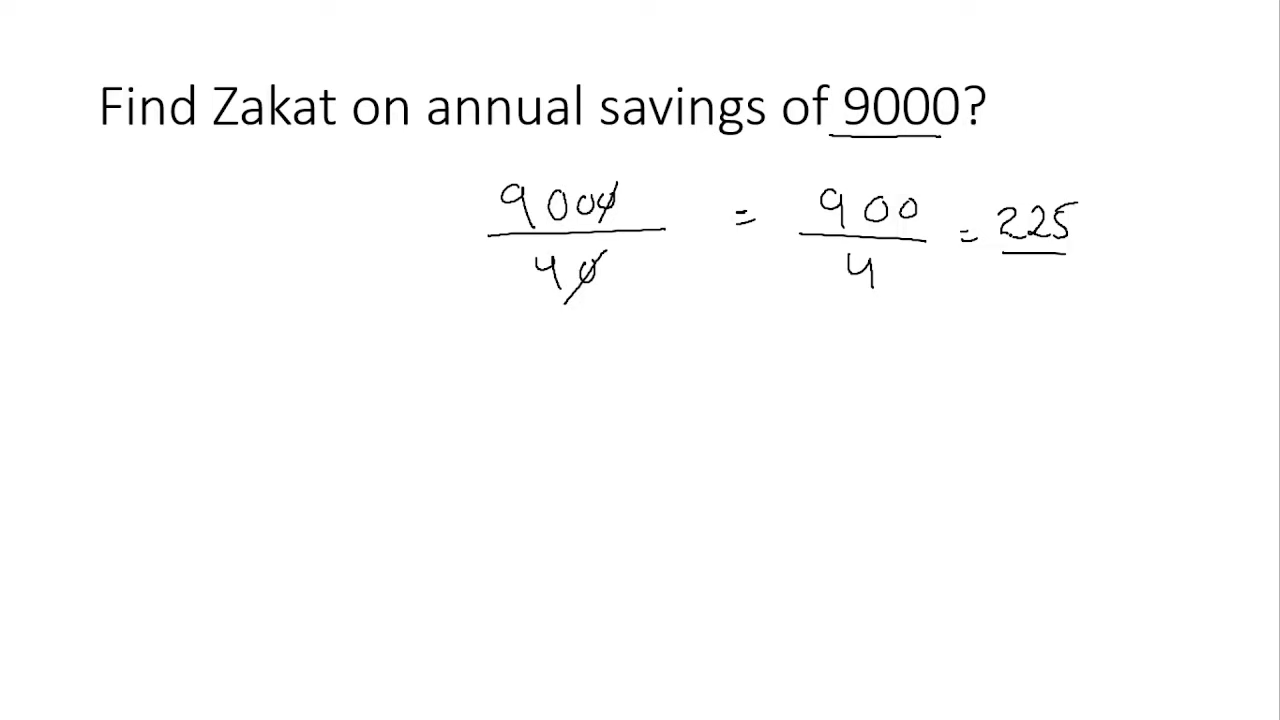 Find Zakat on annual savings of 9000?
9000/40 = 900/4 = 225